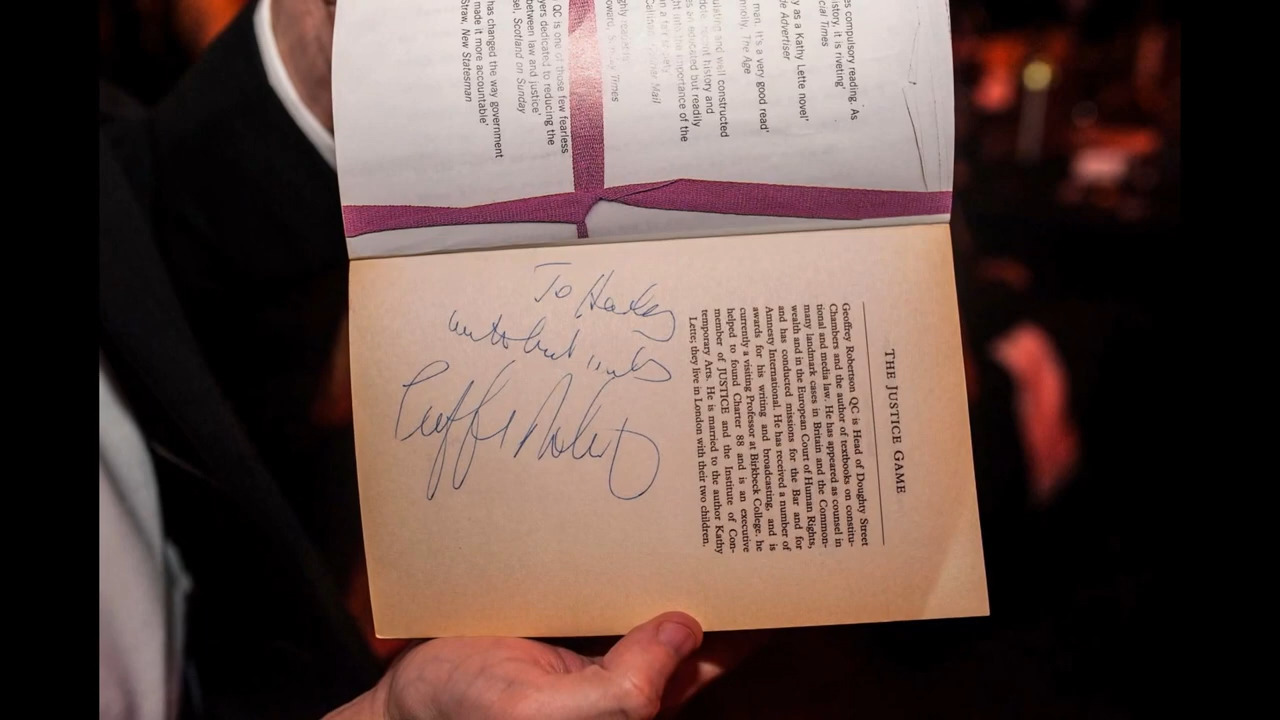 compulsory reading. As
it is riveting'
Times
as a Kathy Lette novel'
Advertiser
man. It's a very good read'
The Age
and well constructed
history and
as an educated but readily
into the importance of the
Mail
Times
QC is one of those few fearless
dedicated to reducing the
between law and justice'
Scotland on Sunday
has changed the way government
made it more accountable'
Straw, New Statesman
THE JUSTICE GAME
Geoffrey Robertson QC is Head of Doughty Street
Chambers and the author of textbooks on constitu-
tional and media law. He has appeared as counsel in
many landmark cases in Britain and the Common-
wealth and in the European Court of Human Rights,
and has conducted missions for the Bar and for
Amnesty International. He has received a number of
awards for his writing and broadcasting, and is
currently a visiting Professor at Birkbeck College. he
helped to found Charter 88 and is an executive
member of JUSTICE and the Institute of Con-
temporary Arts. He is married to the author Kathy
Lette; they live in London with their two children.
To
with best wishes
Geoffrey Robertson